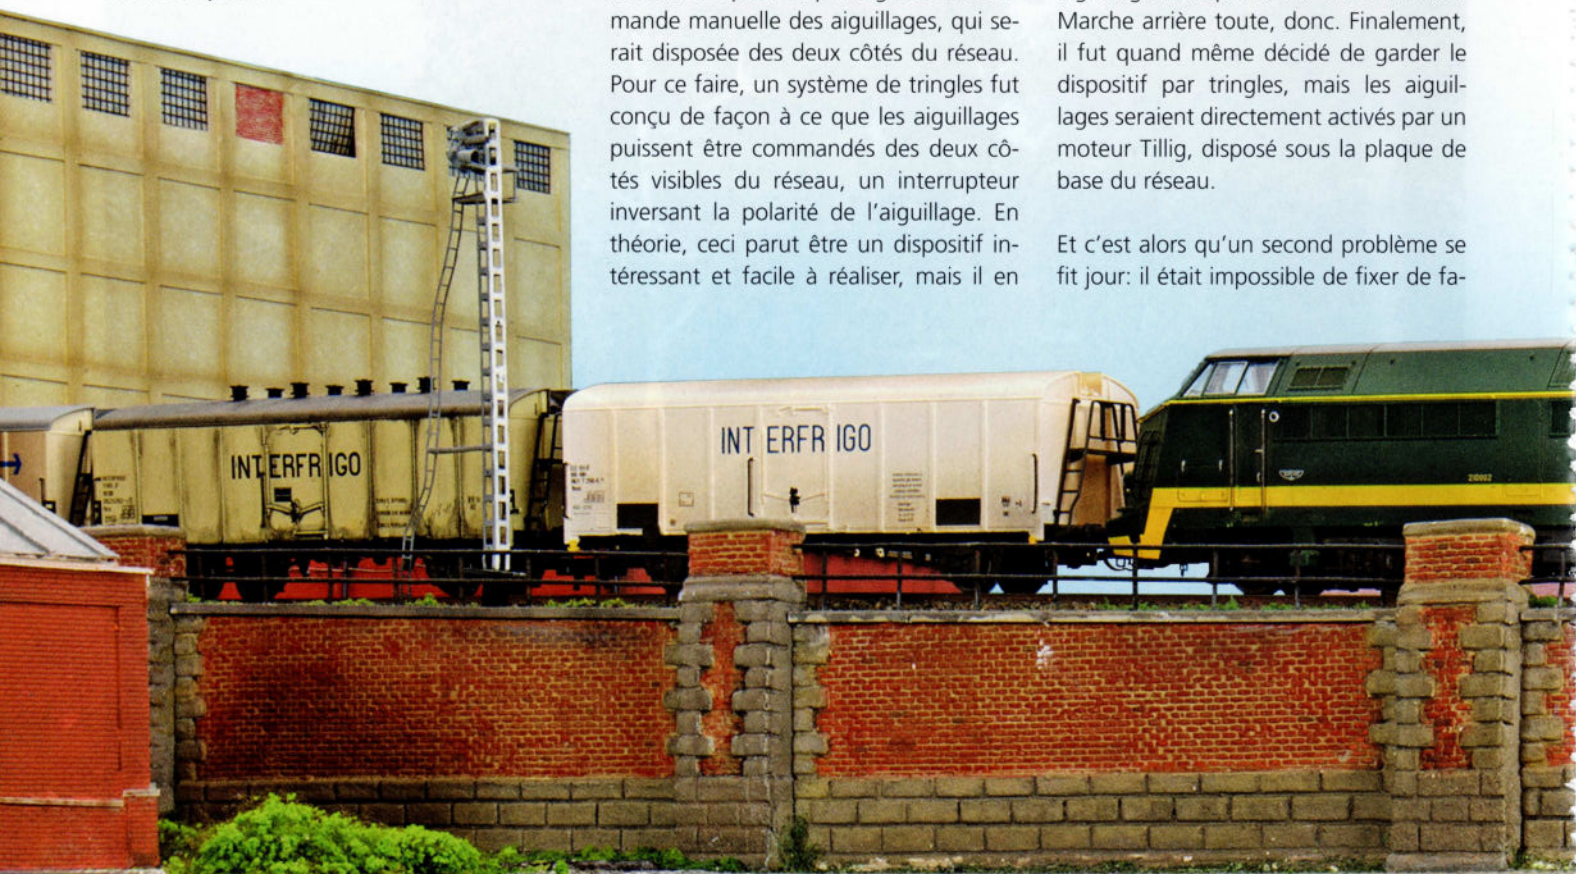 mande manuelle des aiguillages, qui se-
rait disposée des deux côtés du réseau.
Pour ce faire, un système de tringles fut
conçu de façon à ce que les aiguillages
puissent être commandés des deux cô-
tés visibles du réseau, un interrupteur
inversant la polarité de l'aiguillage. En
théorie, ceci parut être un dispositif in-
téressant et facile à réaliser, mais il en
Marche arrière toute, donc. Finalement,
il fut quand même décidé de garder le
dispositif par tringles, mais les aiguil-
lages seraient directement activés par un
moteur Tillig, disposé sous la plaque de
base du réseau.
Et c'est alors qu'un second problème se
fit jour: il était impossible de fixer de fa-
INTERFRIGO
INT ERFR IGO
210002